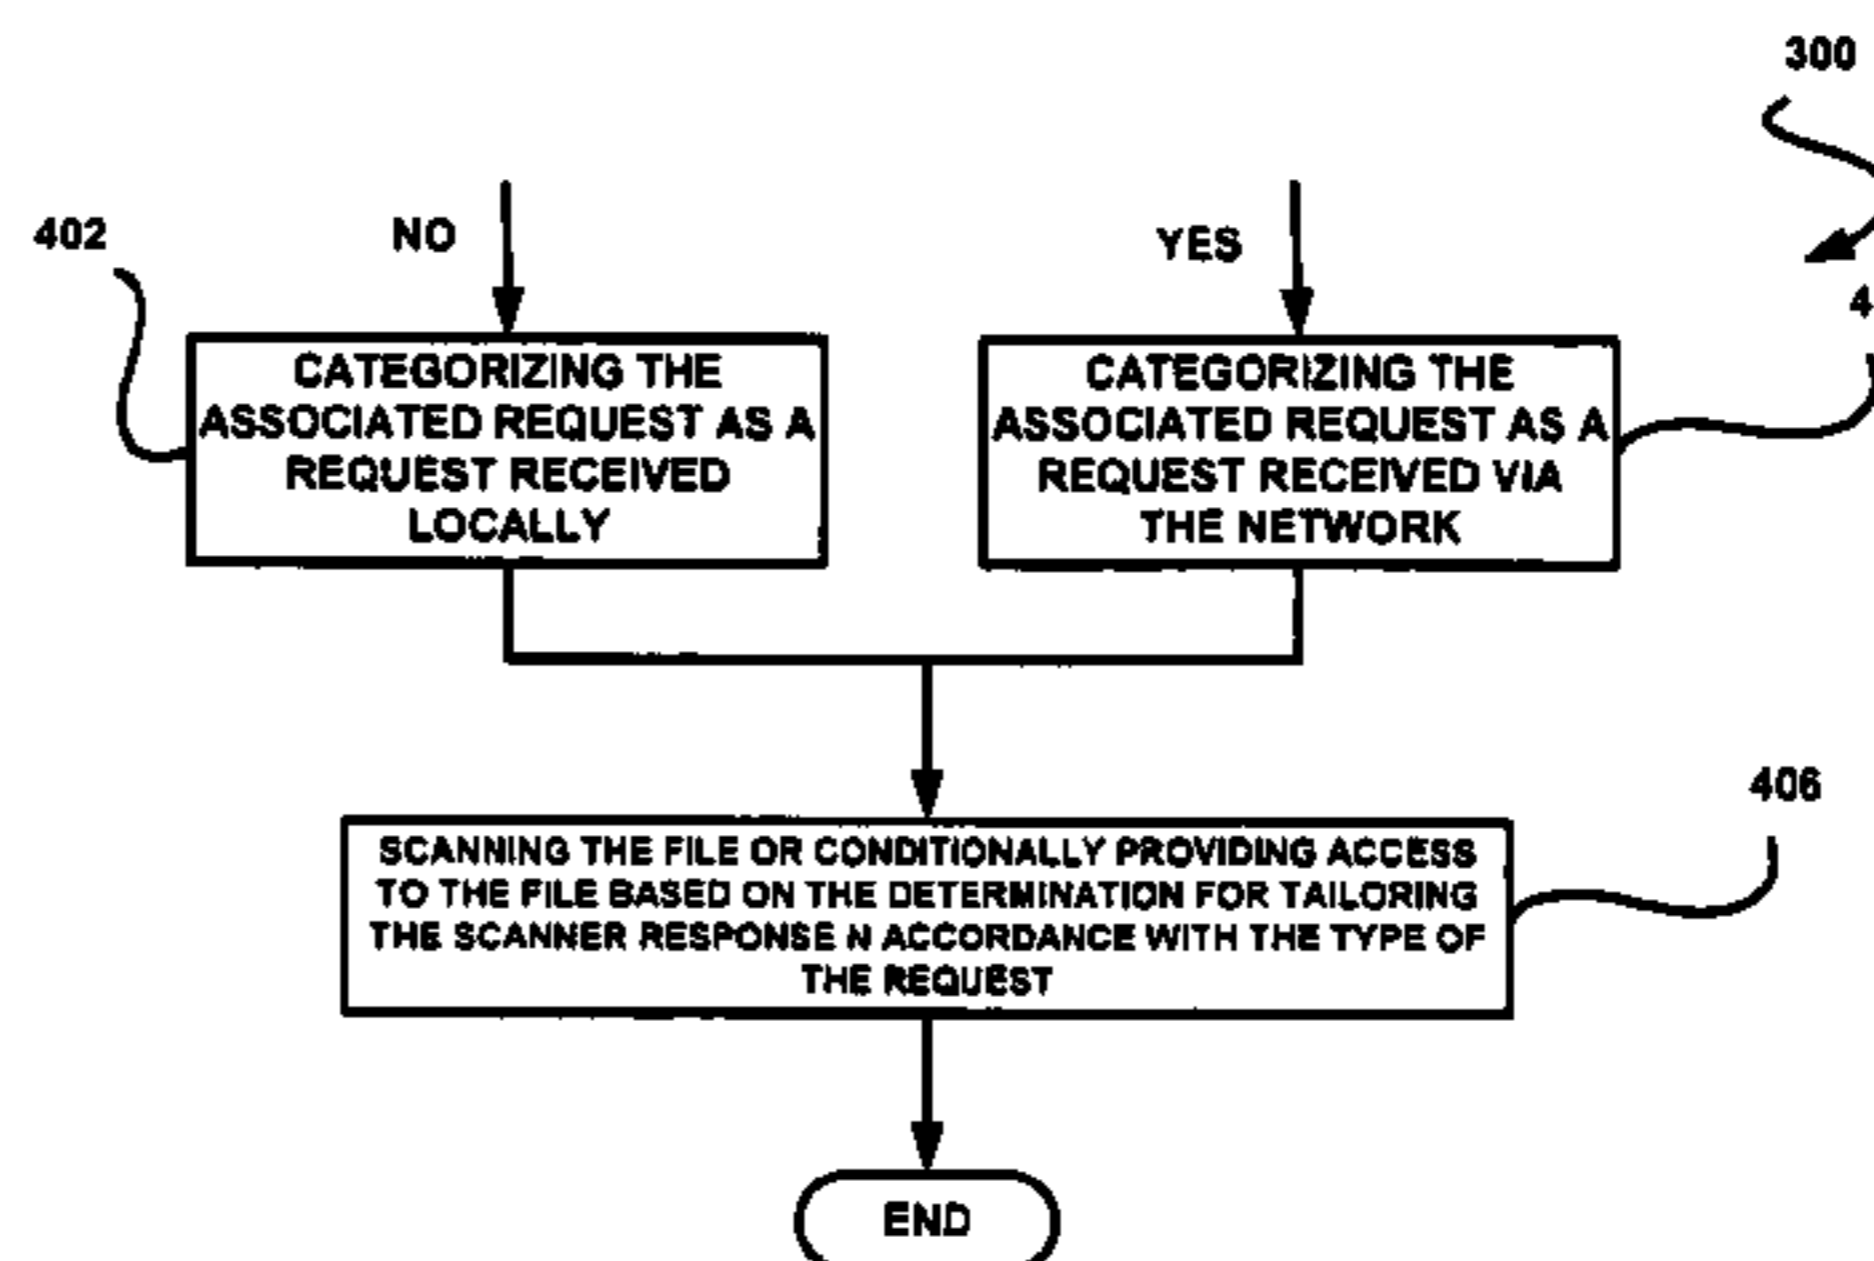 300
402
NO
YES
4
CATEGORIZING THE
ASSOCIATED REQUEST AS A
REQUEST RECEIVED
LOCALLY
CATEGORIZING THE
ASSOCIATED REQUEST AS A
REQUEST RECEIVED VIA
THE NETWORK
406
SCANNING THE FILE OR CONDITIONALLY PROVIDING ACCESS
TO THE FILE BASED ON THE DETERMINATION FOR TAILORING
THE SCANNER RESPONSE N ACCORDANCE WITH THE TYPE OF
THE REQUEST
END